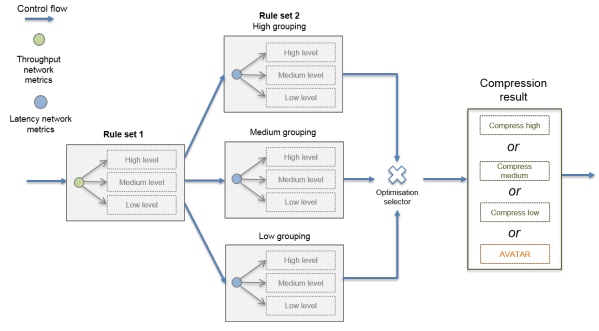 Control flow
Throughput
network
metrics
Latency network
metrics
Rule set 1
High level
Medium level
Low level
Rule set 2
High grouping
High level
Medium level
Low level
Medium grouping
High level
Medium level
Low level
Low grouping
High level
Medium level
Low level
Optimisation
selector
Compression
result
Compress high
or
Compress
medium
or
Compress low
or
AVATAR